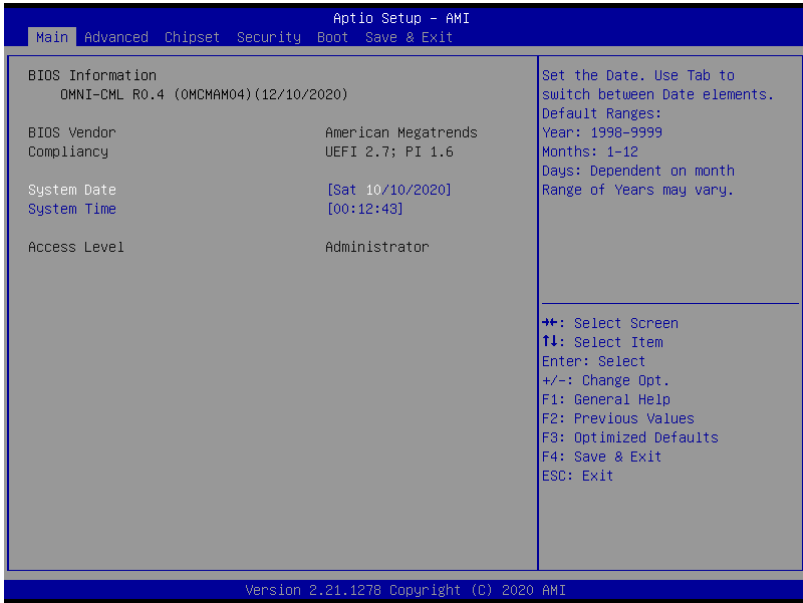 Aptio Setup – AMI
Main Advanced Chipset Security Boot Save & Exit
BIOS Information
OMNI-CML R0.4 (OMCMAM04)(12/10/2020)
BIOS Vendor American Megatrends
Compliancy UEFI 2.7; PI 1.6
System Date [Sat 10/10/2020]
System Time [00:12:43]
Access Level Administrator
Set the Date. Use Tab to
switch between Date elements.
Default Ranges:
Year: 1998-9999
Months: 1-12
Days: Dependent on month
Range of Years may vary.
→←: Select Screen
↑↓: Select Item
Enter: Select
+/-: Change Opt.
F1: General Help
F2: Previous Values
F3: Optimized Defaults
F4: Save & Exit
ESC: Exit
Version 2.21.1278 Copyright (C) 2020 AMI